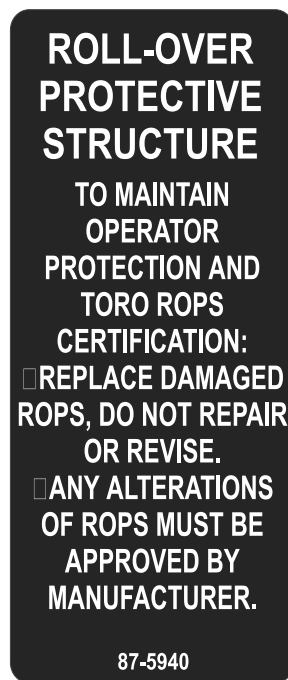 ROLL-OVER
PROTECTIVE
STRUCTURE
TO MAINTAIN
OPERATOR
PROTECTION AND
TORO ROPS
CERTIFICATION:
□REPLACE DAMAGED
ROPS, DO NOT REPAIR
OR REVISE.
□ANY ALTERATIONS
OF ROPS MUST BE
APPROVED BY
MANUFACTURER.
87-5940